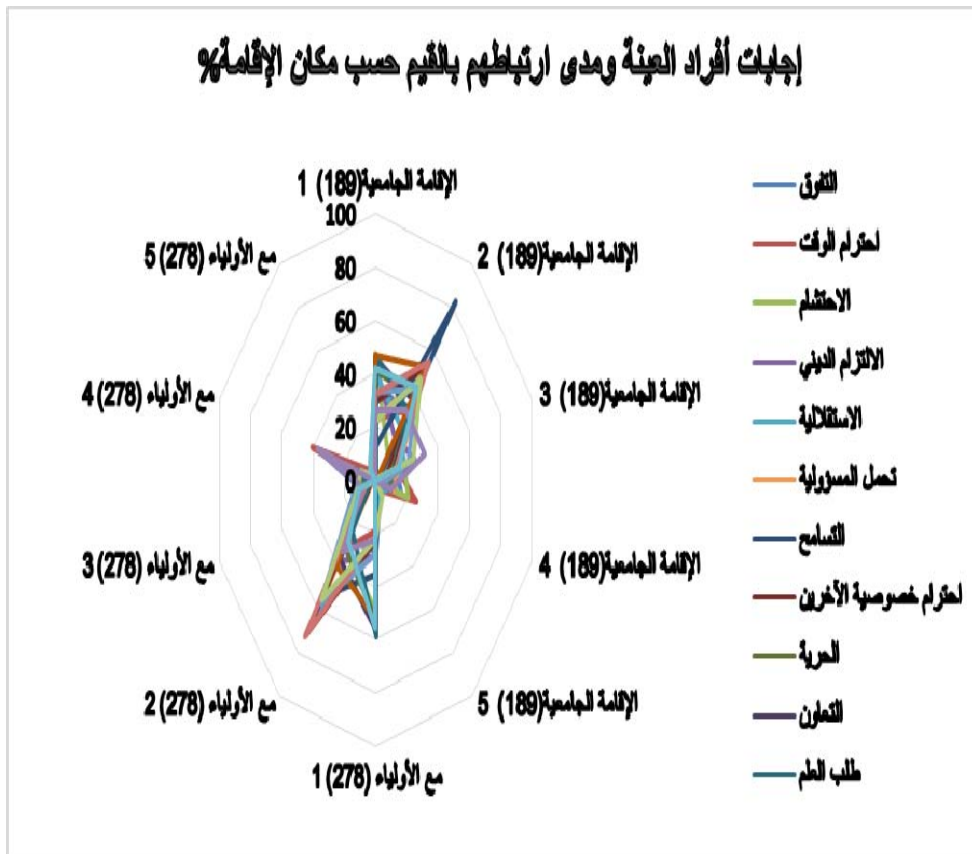 إجابات أفراد العينة ومدى ارتباطهم بالقيم حسب مكان الإقامة%
الإقامة الجامعية(189) 1
الإقامة الجامعية(189) 2
الإقامة الجامعية(189) 3
الإقامة الجامعية(189) 4
الإقامة الجامعية(189) 5
مع الأولياء (278) 1
مع الأولياء (278) 2
مع الأولياء (278) 3
مع الأولياء (278) 4
مع الأولياء (278) 5
100
80
60
40
20
0
التفوق
احترام الوقت
الاحتشام
الالتزام الديني
الاستقلالية
تحمل المسؤولية
التسامح
احترام خصوصية الآخرين
الحرية
التعاون
طلب العلم